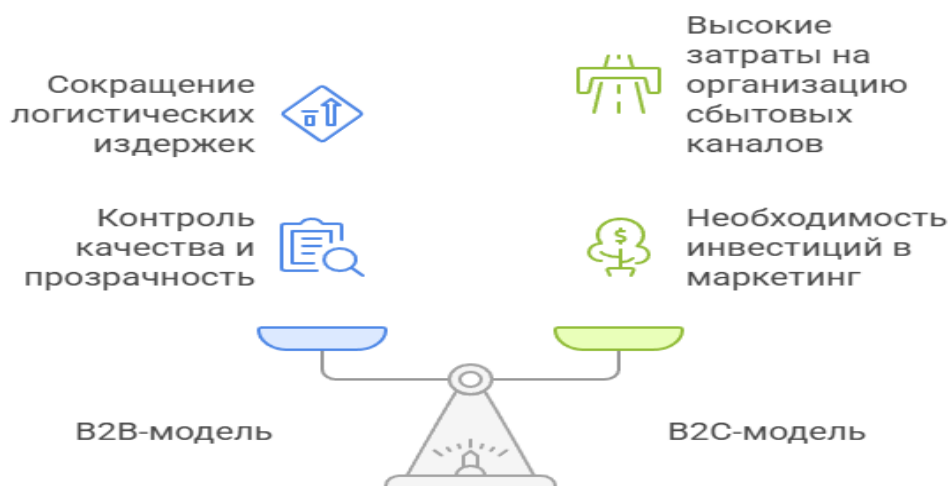 Сокращение
логистических
издержек
Высокие
затраты на
организацию
сбытовых
каналов
Контроль
качества и
прозрачность
$
Необходимость
инвестиций в
маркетинг
B2B-модель
B2C-модель